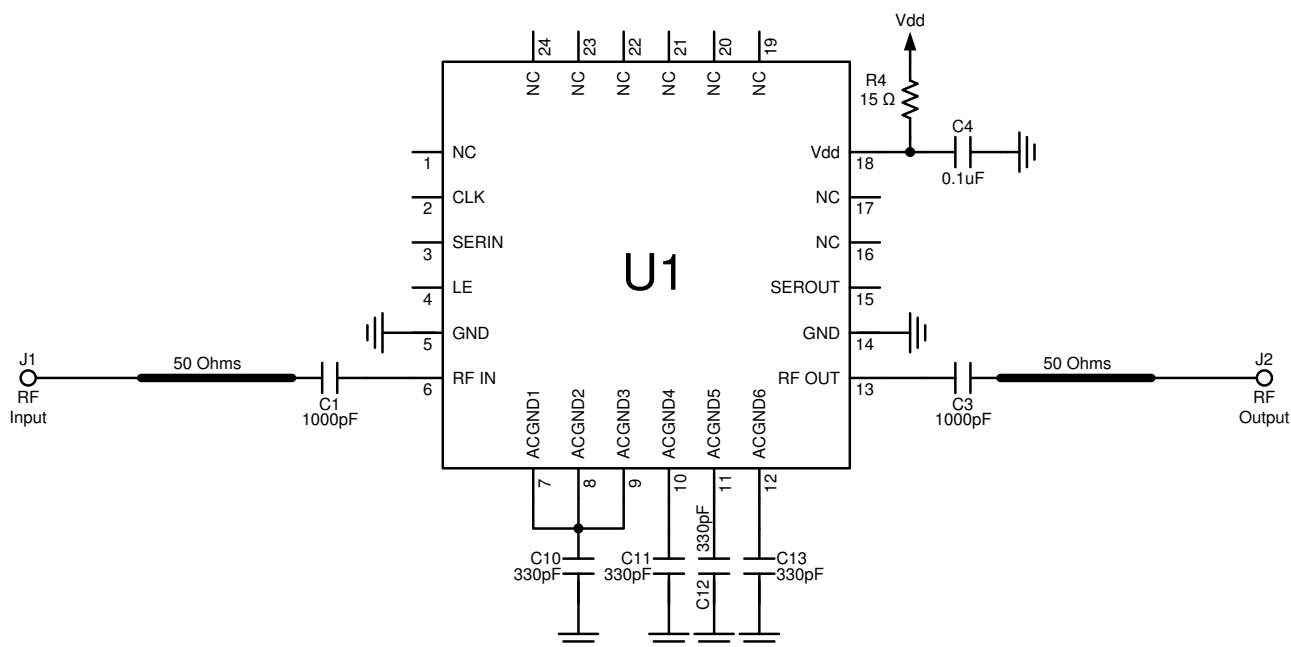 Vdd
24
23
22
21
20
19
NC
NC
NC
NC
NC
NC
R4
15 Ω
C4
0.1uF
1
NC
Vdd
18
2
CLK
NC
17
3
SERIN
NC
16
U1
4
LE
SEROUT
15
5
GND
GND
14
J1
RF
Input
50 Ohms
C1
1000pF
6
RF IN
RF OUT
13
C3
1000pF
50 Ohms
J2
RF
Output
ACGND1
ACGND2
ACGND3
ACGND4
ACGND5
ACGND6
7
8
9
10
11
12
C10
330pF
C11
330pF
330pF
C12
C13
330pF